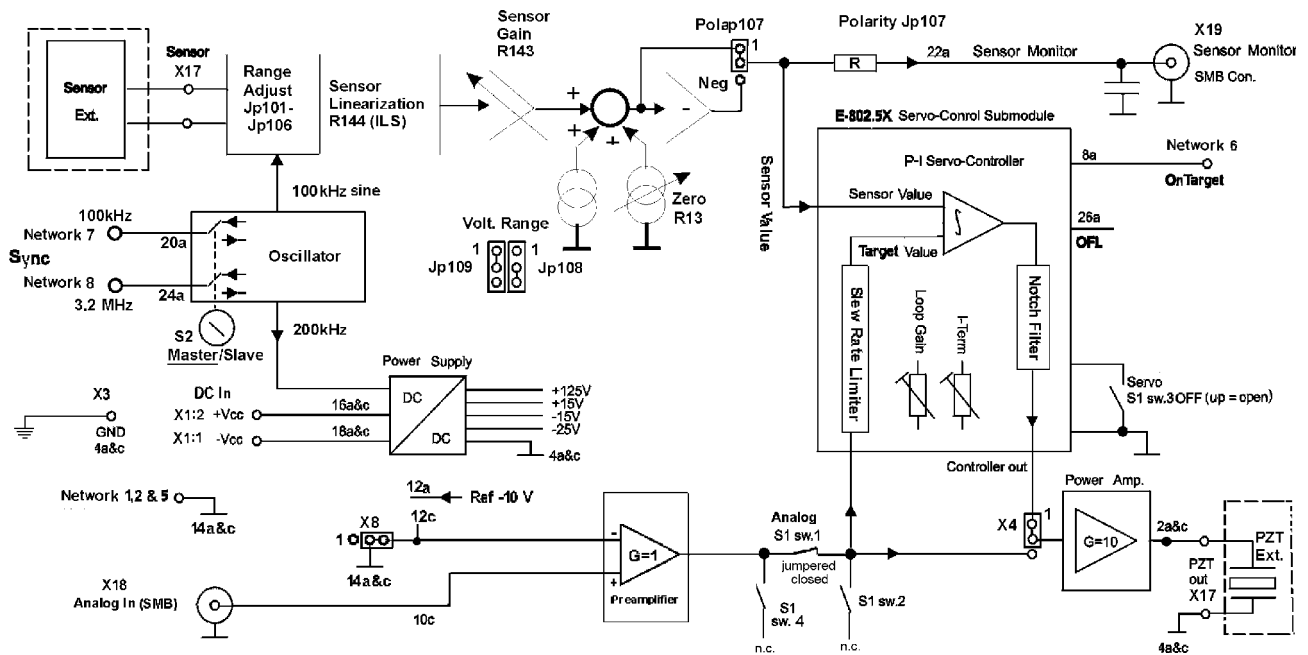 Sensor
Gain
R143
Polap107
1
Neg
Polarity Jp107
22a
Sensor Monitor
X19
Sensor Monitor
SMB Con.
R
Sensor
Ext.
Sensor
X17
Range
Adjust
Jp101-
Jp106
Sensor
Linearization
R144 (ILS)
+
+
+
-
Zero
R13
Volt. Range
1
1
Jp109
Jp108
Sensor Value
E-802.5X Servo-Conrol Submodule
P-I Servo-Controller
Sensor Value
Target Value
∫
Slew Rate Limiter
Loop Gain
I-Term
Notch Filter
8a
Network 6
OnTarget
26a
OFL
Servo
S1 sw.3OFF (up = open)
Controller out
100kHz sine
100kHz
Network 7
20a
Sync
Network 8
24a
3.2 MHz
Oscillator
S2
Master/Slave
200kHz
Power Supply
DC
DC
+125V
+15V
-15V
-25V
4a&c
DC In
X1:2 +Vcc
16a&c
X1:1 -Vcc
18a&c
X3
GND
4a&c
Network 1,2 & 5
14a&c
12a
Ref -10 V
12c
X8
1
14a&c
X18
Analog In (SMB)
10c
-
G=1
+
Preamplifier
Analog
S1 sw.1
jumpered
closed
S1
sw. 4
n.c.
S1 sw.2
n.c.
X4
1
Power Amp.
G=10
2a&c
PZT
Ext.
PZT
out
X17
4a&c